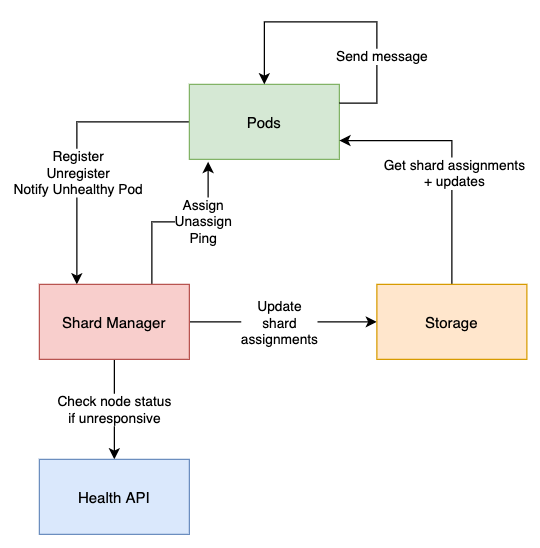 Send message
Pods
Get shard assignments
+ updates
Register
Unregister
Notify Unhealthy Pod
Assign
Unassign
Ping
Shard Manager
Update
shard
assignments
Storage
Check node status
if unresponsive
Health API